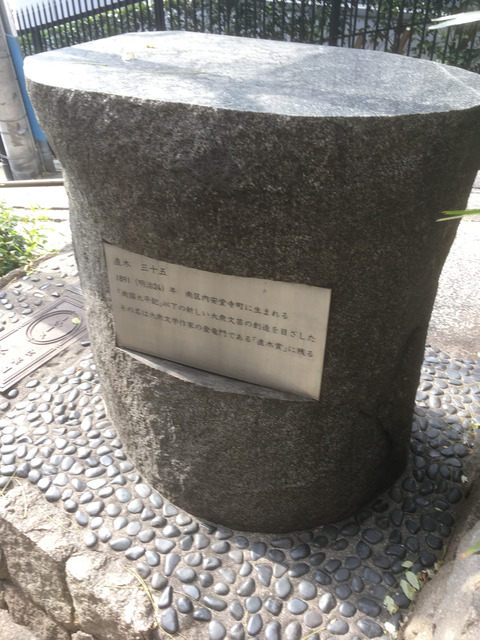 直木 三十五
1891(明治24)年 南区内安堂寺町に生まれる
「南国太平記」以下の新しい大衆文芸の創造を目ざした
その名は大衆文学作家の登竜門である「直木賞」に残る